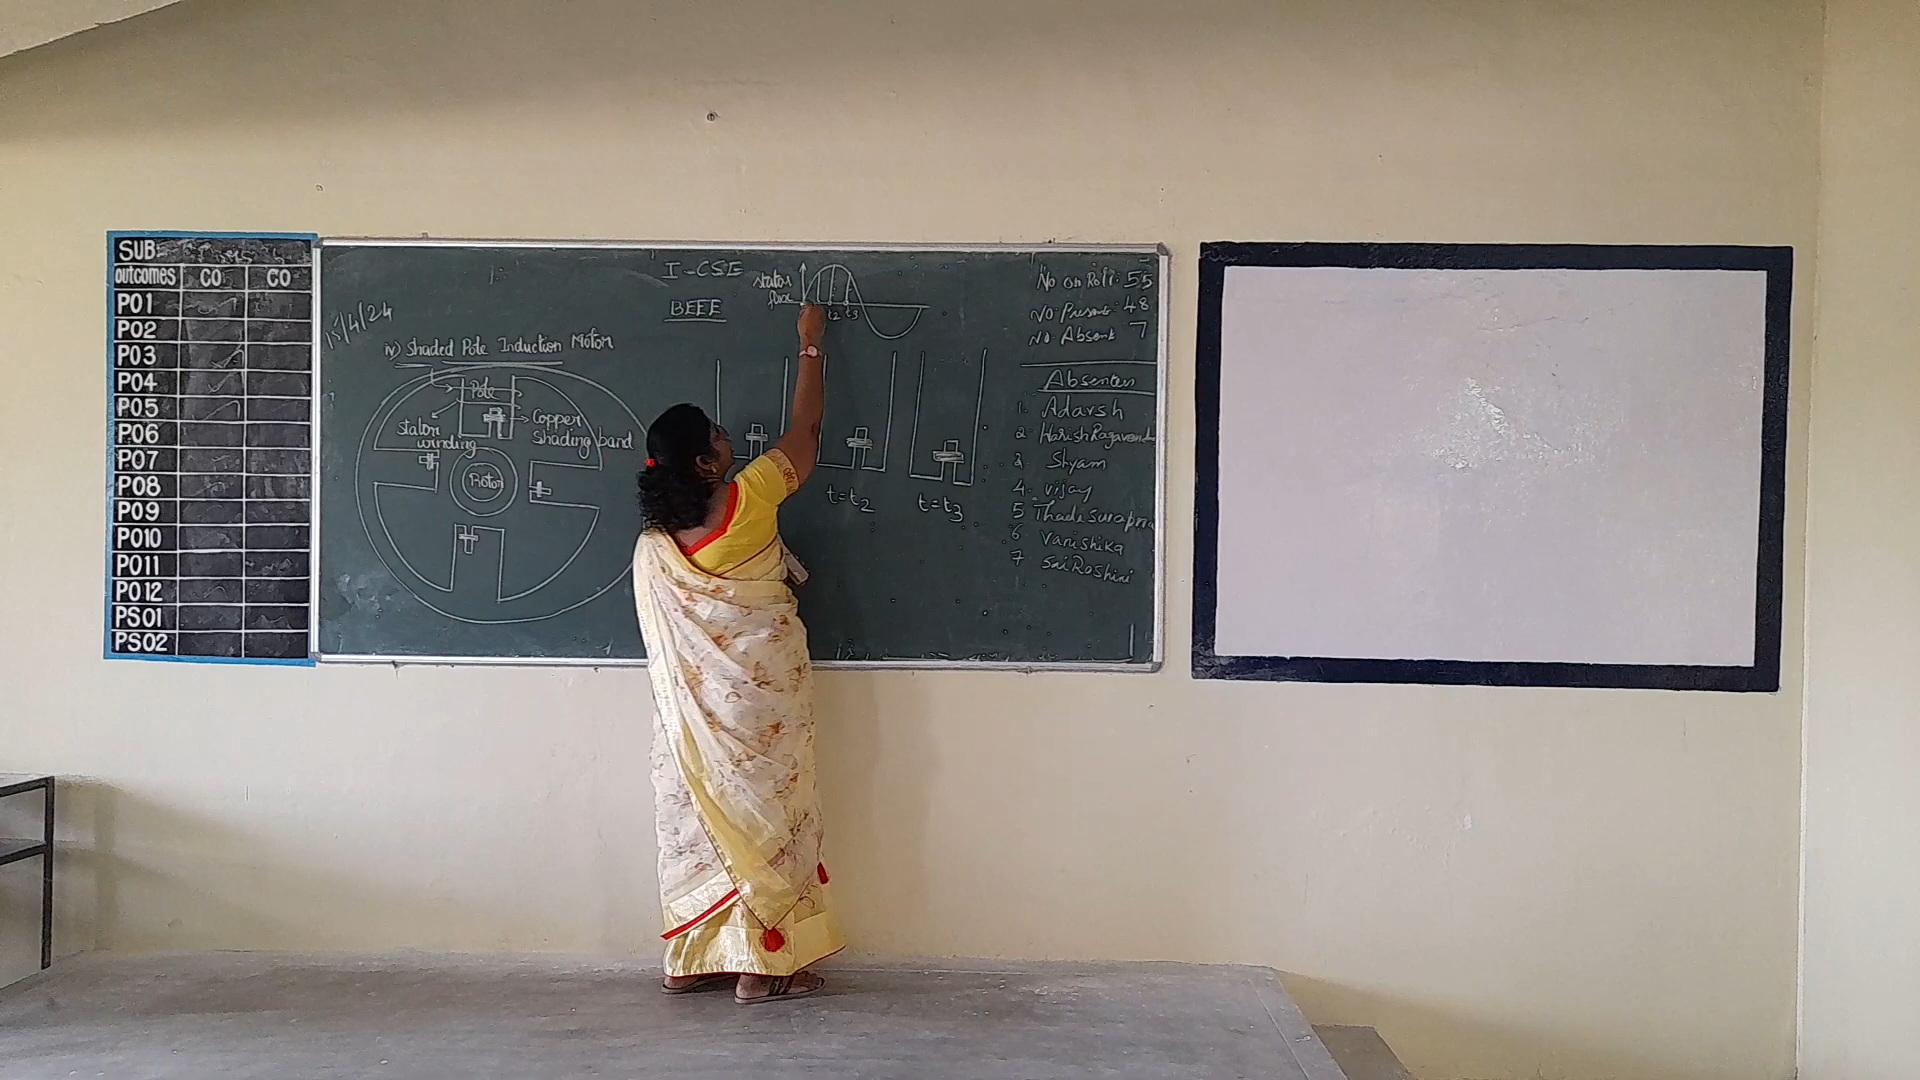 SUB:
outcomes CO CO
PO1
PO2
PO3
PO4
PO5
PO6
PO7
PO8
PO9
PO10
PO11
PO12
PSO1
PSO2
I-CSE
BEEE
15/4/24
iv) Shaded Pole Induction Motor
Pole
Stator
winding
Copper
shading band
Rotor
Stator
flux
t2 t3
t=t2
t=t3
No on Roll: 55
No Present: 48
No Absent 7
Absentees
1. Adarsh
2. Harish
3. Shyam
4. Vijay
5
6 Varishika
7 Sai Roshini